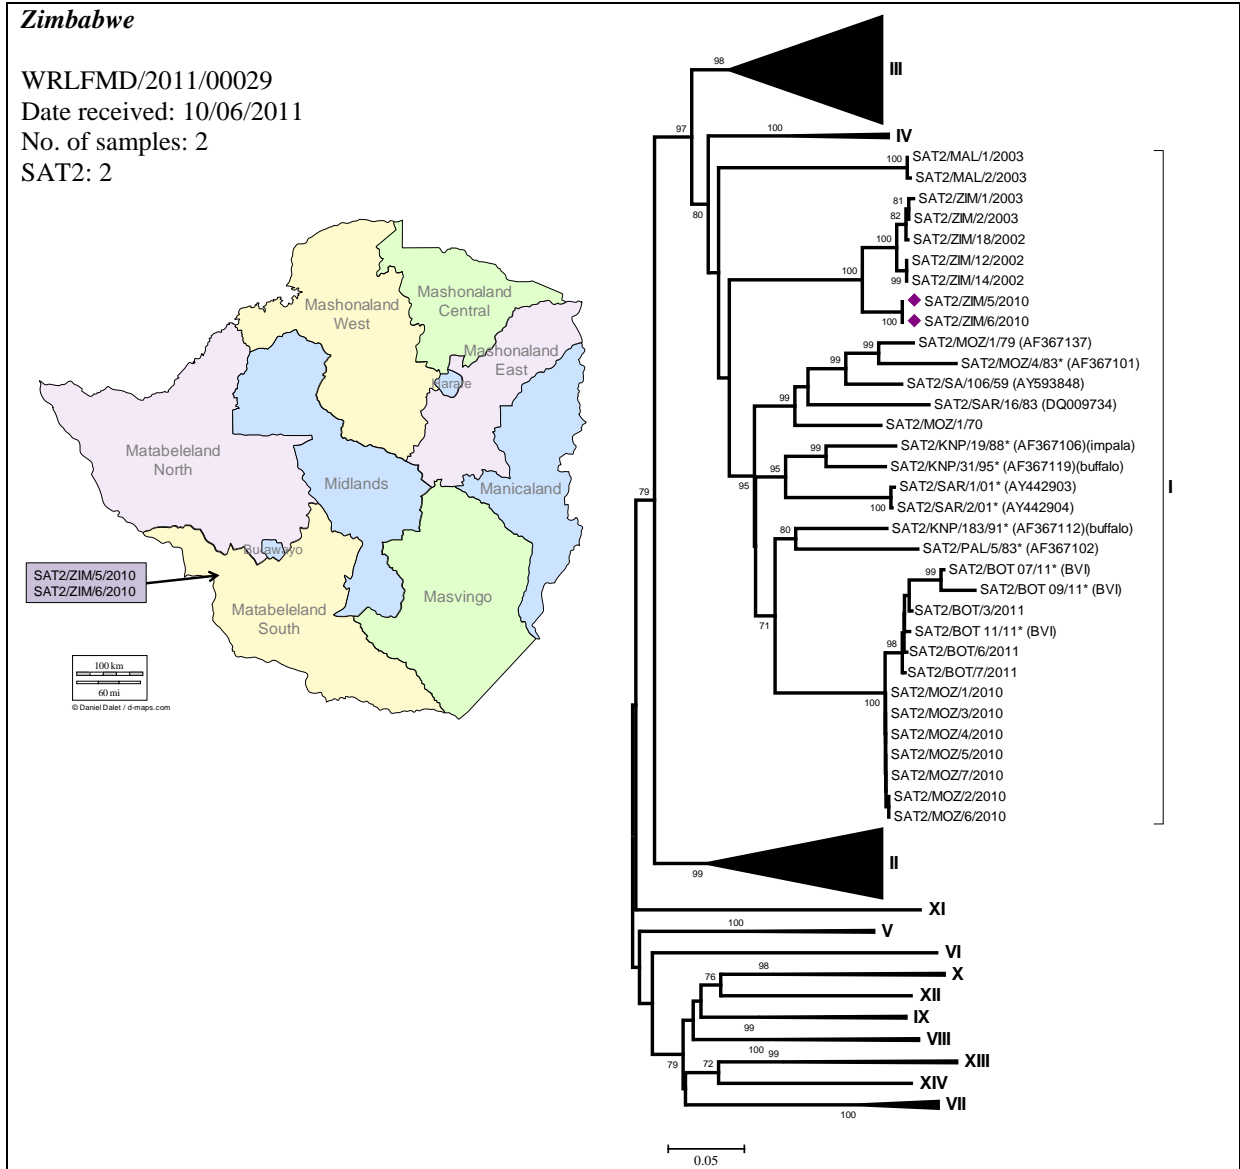 Zimbabwe
WRLFMD/2011/00029
Date received: 10/06/2011
No. of samples: 2
SAT2: 2
Mashonaland
West
Mashonaland
Central
Mashonaland
East
Harare
Matabeleland
North
Midlands
Manicaland
Bulawayo
Matabeleland
South
Masvingo
SAT2/ZIM/5/2010
SAT2/ZIM/6/2010
100 km
60 mi
© Daniel Dalet / d-maps.com
98
III
97
100
IV
80
100
SAT2/MAL/1/2003
SAT2/MAL/2/2003
81
SAT2/ZIM/1/2003
82
SAT2/ZIM/2/2003
100
SAT2/ZIM/18/2002
SAT2/ZIM/12/2002
99
SAT2/ZIM/14/2002
100
SAT2/ZIM/5/2010
100
SAT2/ZIM/6/2010
99
SAT2/MOZ/1/79 (AF367137)
99
SAT2/MOZ/4/83* (AF367101)
SAT2/SA/106/59 (AY593848)
99
SAT2/SAR/16/83 (DQ009734)
SAT2/MOZ/1/70
99
SAT2/KNP/19/88* (AF367106)(impala)
95
SAT2/KNP/31/95* (AF367119)(buffalo)
95
SAT2/SAR/1/01* (AY442903)
100
SAT2/SAR/2/01* (AY442904)
I
79
80
SAT2/KNP/183/91* (AF367112)(buffalo)
SAT2/PAL/5/83* (AF367102)
99
SAT2/BOT 07/11* (BVI)
SAT2/BOT 09/11* (BVI)
SAT2/BOT/3/2011
71
SAT2/BOT 11/11* (BVI)
98
SAT2/BOT/6/2011
SAT2/BOT/7/2011
SAT2/MOZ/1/2010
100
SAT2/MOZ/3/2010
SAT2/MOZ/4/2010
SAT2/MOZ/5/2010
SAT2/MOZ/7/2010
SAT2/MOZ/2/2010
SAT2/MOZ/6/2010
99
II
XI
100
V
VI
98
X
76
XII
IX
99
VIII
100
99
XIII
79
72
XIV
100
VII
0.05